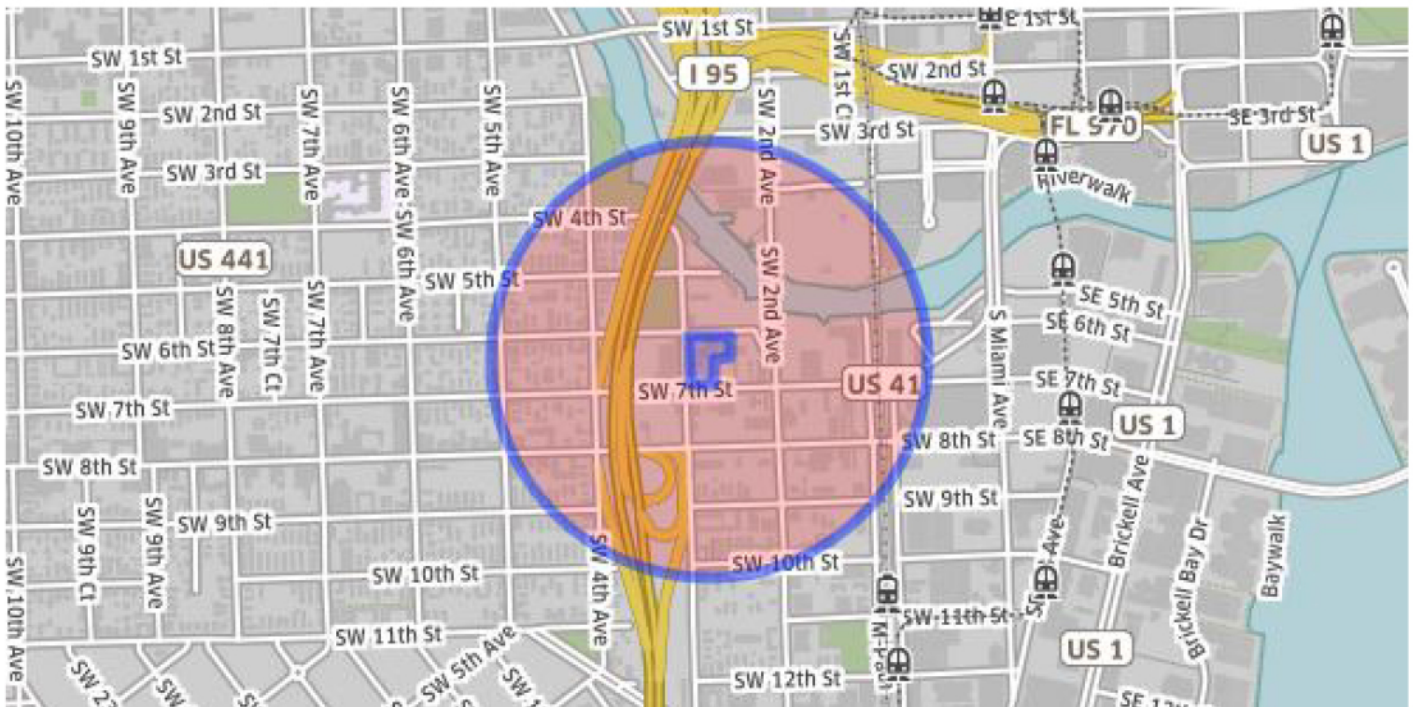 SW 1st St
E 1st St
SW 1st St
I 95
SW 1st C
SW 2nd St
SW 10th Ave
SW 9th Ave
SW 2nd St
SW 7th Ave
SW 6th Ave
SW 5th Ave
SW 2nd Ave
SW 3rd St
FL 970
SE 3rd St
US 1
SW 3rd St
Riverwalk
SW 4th St
SW 6th Ave
US 441
SW 5th St
SW 2nd Ave
SE 5th St
SW 8th Ave
SW 7th Ct
SW 7th Ave
S Miami Ave
SE 6th St
SW 6th St
SW 7th St
US 41
SE 7th St
SW 7th St
US 1
SW 8th St
SE 8th St
SW 8th St
Brickell Ave
SW 9th St
SW 9th Ct
SW 9th Ave
SW 9th St
Ave
Brickell Bay Dr
Baywalk
SW 10th Ave
SW 10th St
SW 4th Ave
SW 10th St
SW 11th St
SW 11th St
SW 5th Ave
US 1
SW 12th St